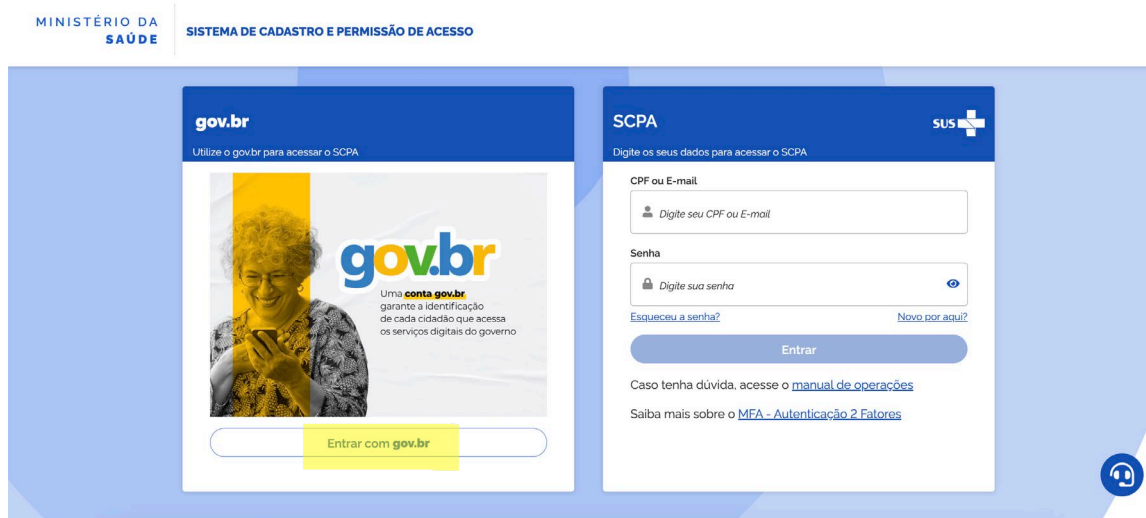 MINISTÉRIO DA
SAÚDE
SISTEMA DE CADASTRO E PERMISSÃO DE ACESSO
gov.br
Utilize o gov.br para acessar o SCPA
gov.br
Uma conta gov.br
garante a identificação
de cada cidadão que acessa
os serviços digitais do governo
Entrar com gov.br
SCPA
SUS
Digite os seus dados para acessar o SCPA
CPF ou E-mail
Digite seu CPF ou E-mail
Senha
Digite sua senha
Esqueceu a senha? Novo por aqui?
Entrar
Caso tenha dúvida, acesse o manual de operações
Saiba mais sobre o MFA - Autenticação 2 Fatores